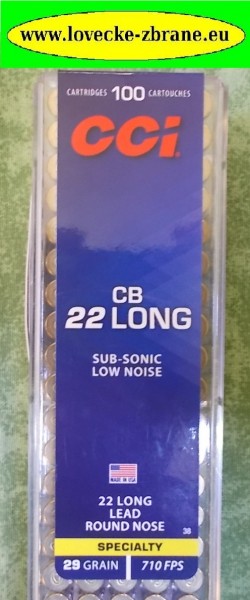 www.lovecke-zbrane.eu
CARTRIDGES 100 CARTOUCHES
CCI
CB
22 LONG
SUB-SONIC
LOW NOISE
MADE IN USA
22 LONG
LEAD
ROUND NOSE
38
SPECIALTY
29 GRAIN 710 FPS